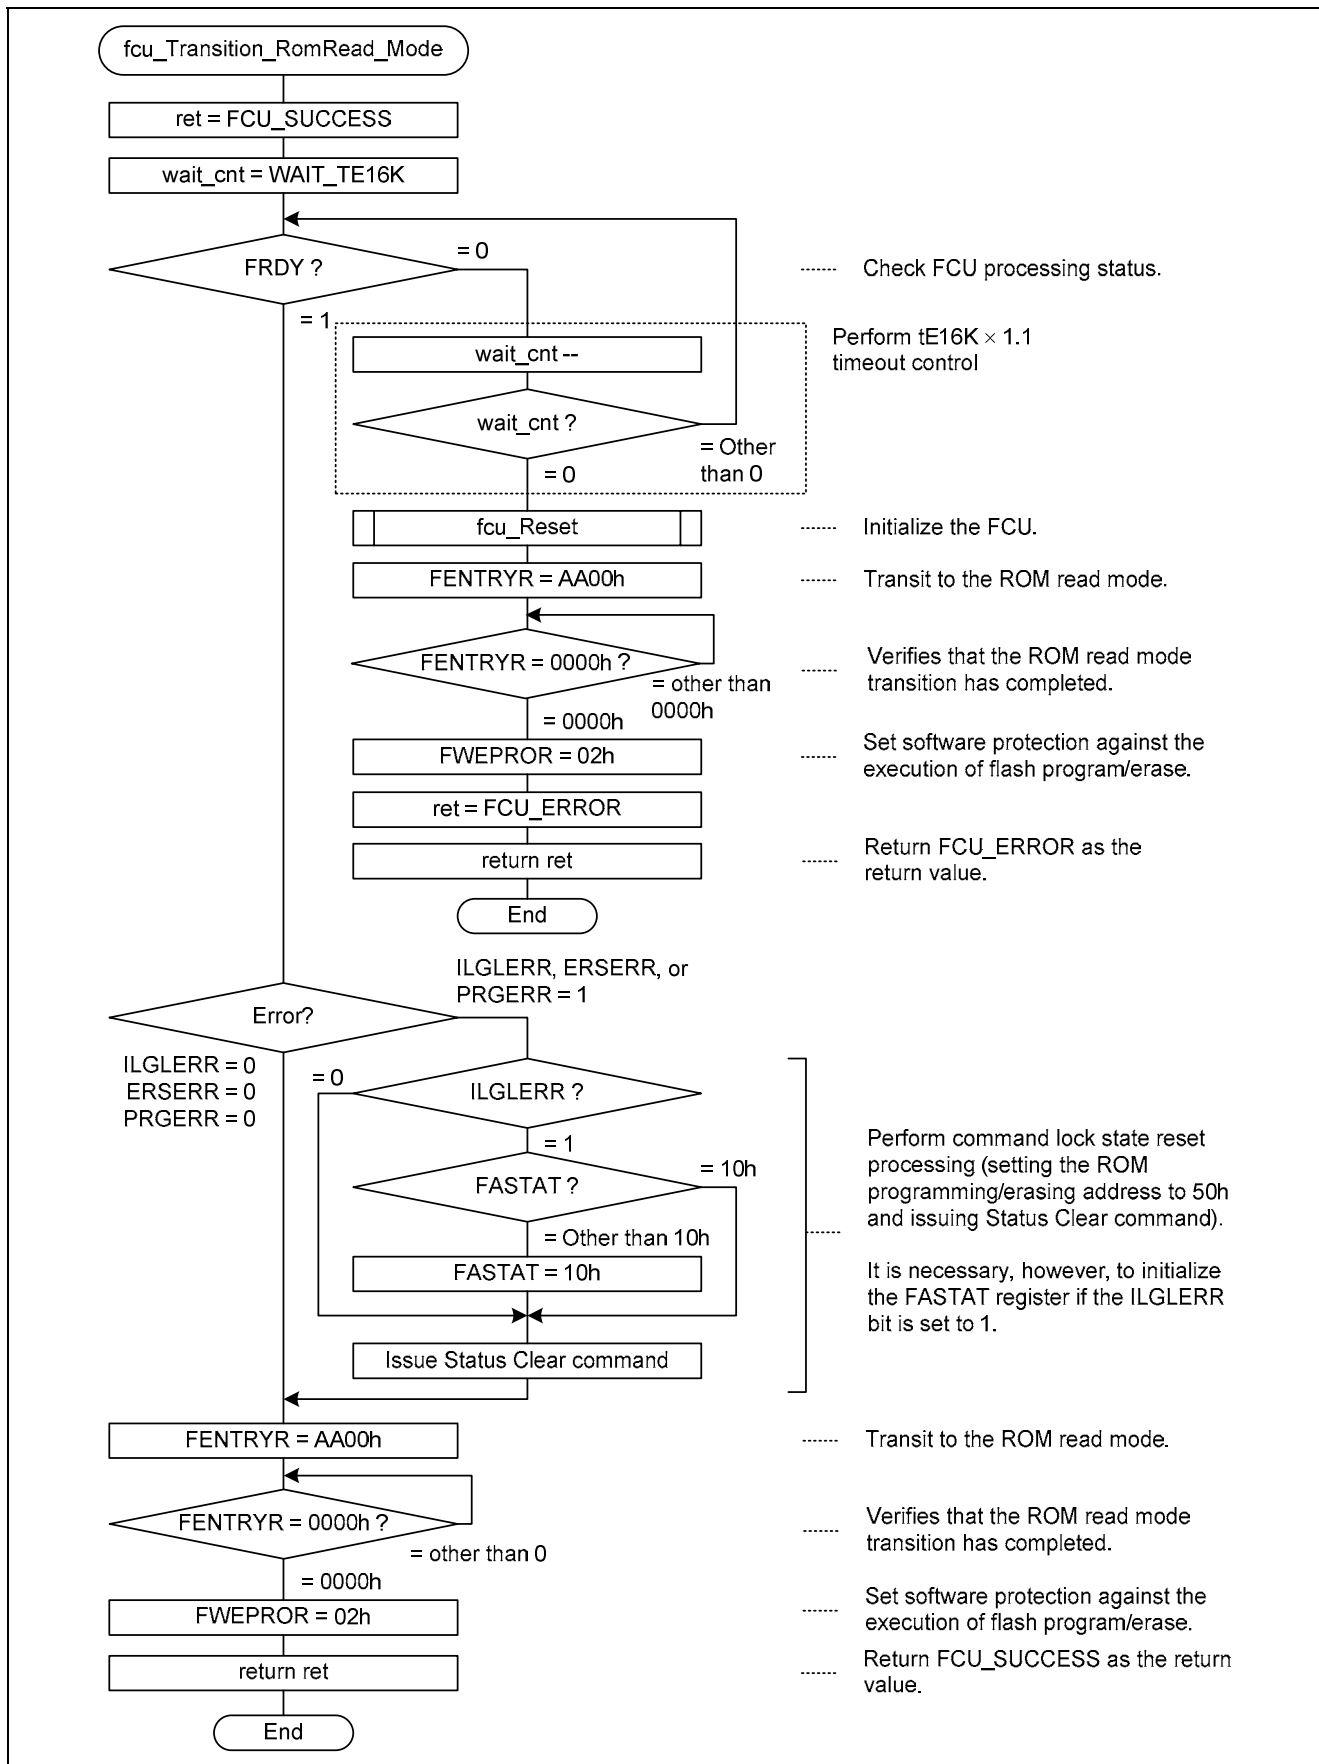 fcu_Transition_RomRead_Mode
ret = FCU_SUCCESS
wait_cnt = WAIT_TE16K
FRDY ?
= 0
Check FCU processing status.
= 1
Perform tE16K × 1.1
timeout control
wait_cnt --
wait_cnt ?
= Other
than 0
= 0
fcu_Reset
Initialize the FCU.
FENTRYR = AA00h
Transit to the ROM read mode.
FENTRYR = 0000h ?
= other than
0000h
Verifies that the ROM read mode
transition has completed.
= 0000h
FWEPROR = 02h
Set software protection against the
execution of flash program/erase.
ret = FCU_ERROR
return ret
Return FCU_ERROR as the
return value.
End
ILGLERR, ERSERR, or
PRGERR = 1
Error?
ILGLERR = 0
ERSERR = 0
PRGERR = 0
= 0
ILGLERR ?
= 1
= 10h
FASTAT ?
= Other than 10h
FASTAT = 10h
Issue Status Clear command
Perform command lock state reset
processing (setting the ROM
programming/erasing address to 50h
and issuing Status Clear command).
It is necessary, however, to initialize
the FASTAT register if the ILGLERR
bit is set to 1.
FENTRYR = AA00h
Transit to the ROM read mode.
FENTRYR = 0000h ?
= other than 0
Verifies that the ROM read mode
transition has completed.
= 0000h
FWEPROR = 02h
Set software protection against the
execution of flash program/erase.
return ret
Return FCU_SUCCESS as the return
value.
End